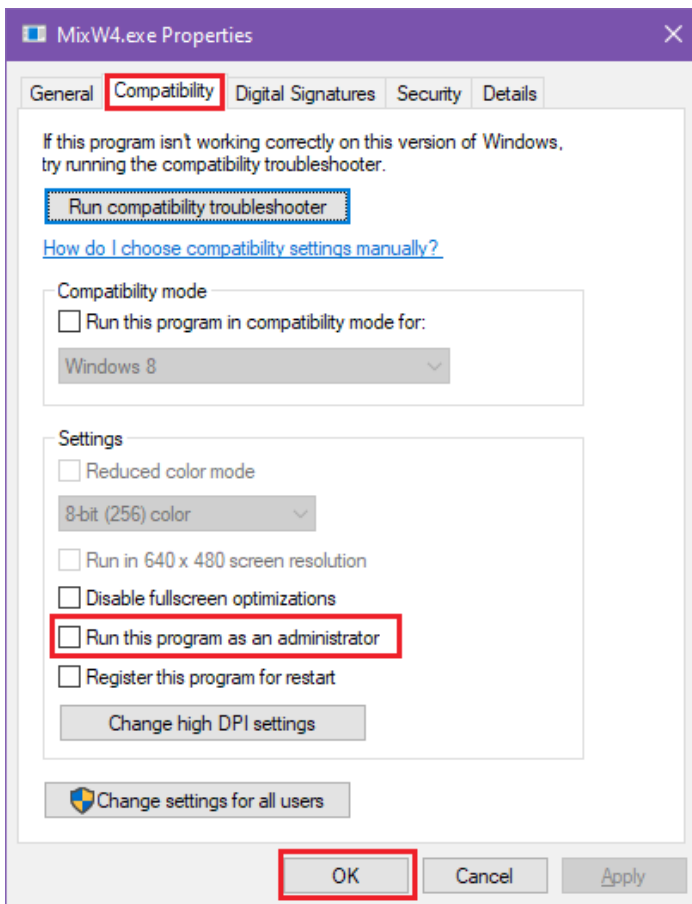 MixW4.exe Properties
General Compatibility Digital Signatures Security Details
If this program isn't working correctly on this version of Windows,
try running the compatibility troubleshooter.
Run compatibility troubleshooter
How do I choose compatibility settings manually?
Compatibility mode
Run this program in compatibility mode for:
Windows 8
Settings
Reduced color mode
8-bit (256) color
Run in 640 x 480 screen resolution
Disable fullscreen optimizations
Run this program as an administrator
Register this program for restart
Change high DPI settings
Change settings for all users
OK Cancel Apply